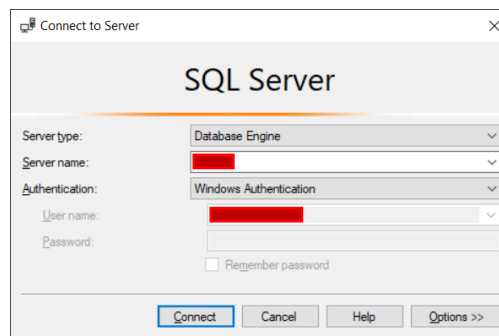 Connect to Server
SQL Server
Server type: Database Engine
Server name:
Authentication: Windows Authentication
User name:
Password:
Remember password
Connect Cancel Help Options >>